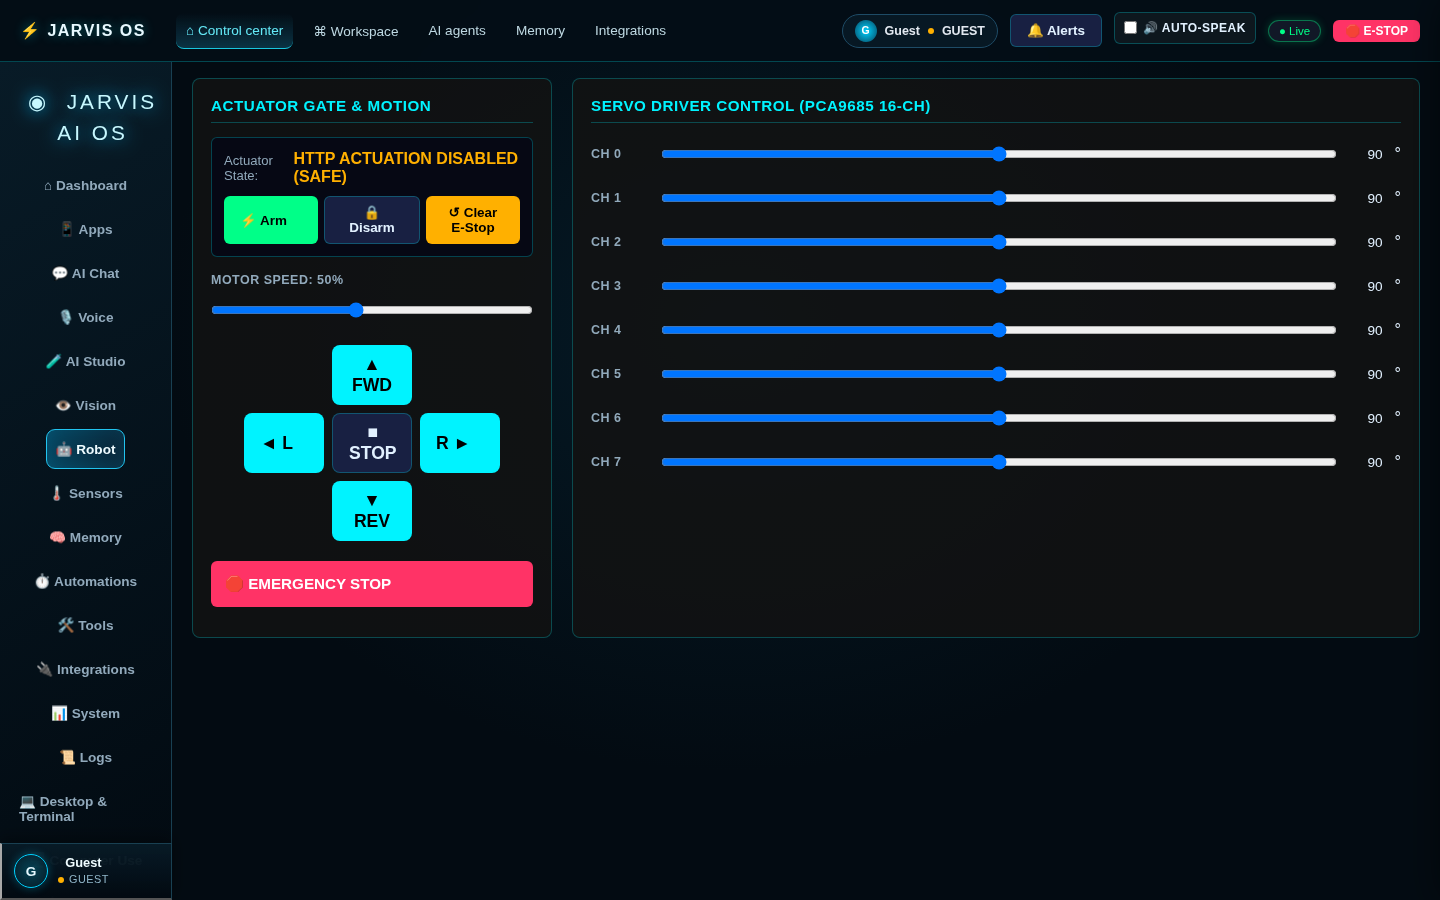 ⚡ JARVIS OS
⌂ Control center
⌘ Workspace
AI agents
Memory
Integrations
G Guest ● GUEST
🔔 Alerts
🔊 AUTO-SPEAK
● Live
🛑 E-STOP
◉ JARVIS
AI OS
⌂ Dashboard
📱 Apps
💬 AI Chat
🎙️ Voice
🧪 AI Studio
👁️ Vision
🤖 Robot
🌡️ Sensors
🧠 Memory
⏱️ Automations
🛠️ Tools
🔌 Integrations
📊 System
📜 Logs
💻 Desktop &
Terminal
G
Guest
● GUEST
ACTUATOR GATE & MOTION
Actuator
State:
HTTP ACTUATION DISABLED
(SAFE)
⚡ Arm
🔒
Disarm
↺ Clear
E-Stop
MOTOR SPEED: 50%
▲
FWD
◄ L
■
STOP
R ►
▼
REV
🛑 EMERGENCY STOP
SERVO DRIVER CONTROL (PCA9685 16-CH)
CH 0 90 °
CH 1 90 °
CH 2 90 °
CH 3 90 °
CH 4 90 °
CH 5 90 °
CH 6 90 °
CH 7 90 °